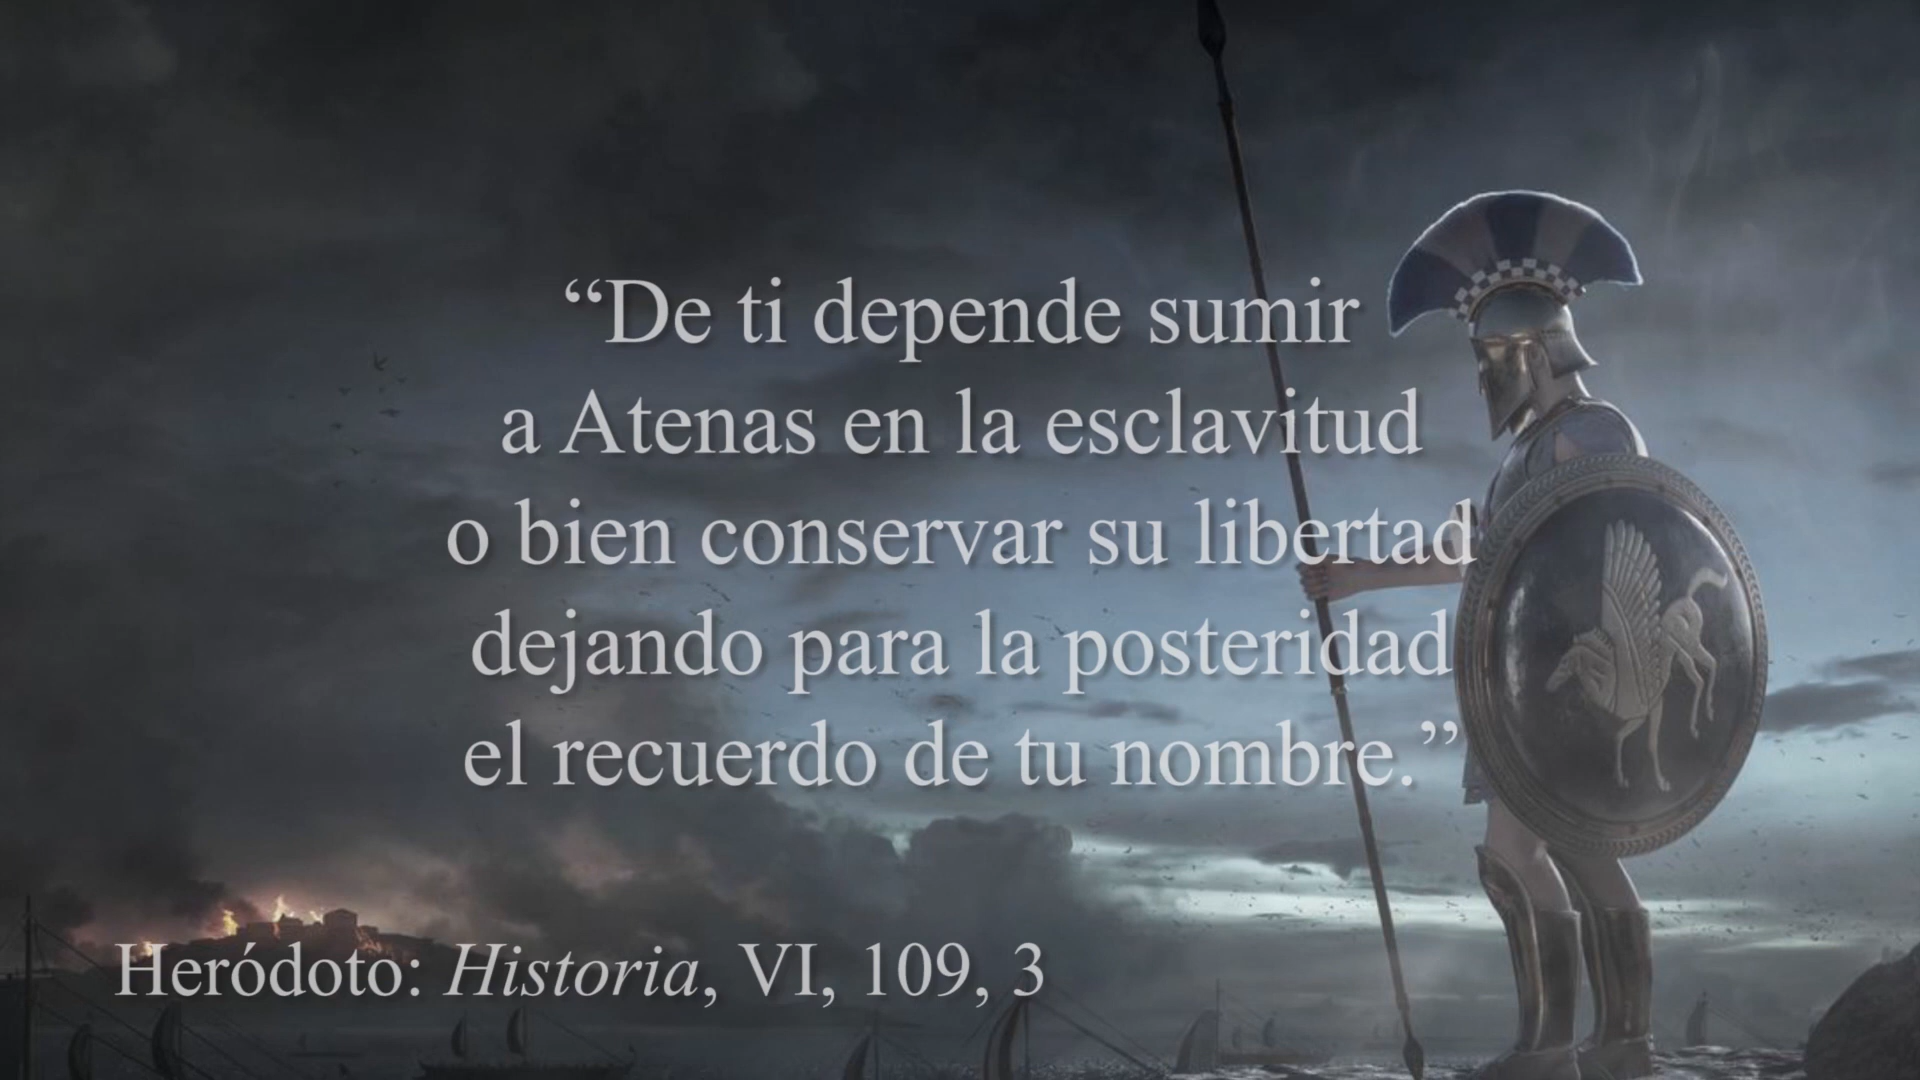 “De ti depende sumir
a Atenas en la esclavitud
o bien conservar su libertad
dejando para la posteridad
el recuerdo de tu nombre.”
Heródoto: Historia, VI, 109, 3